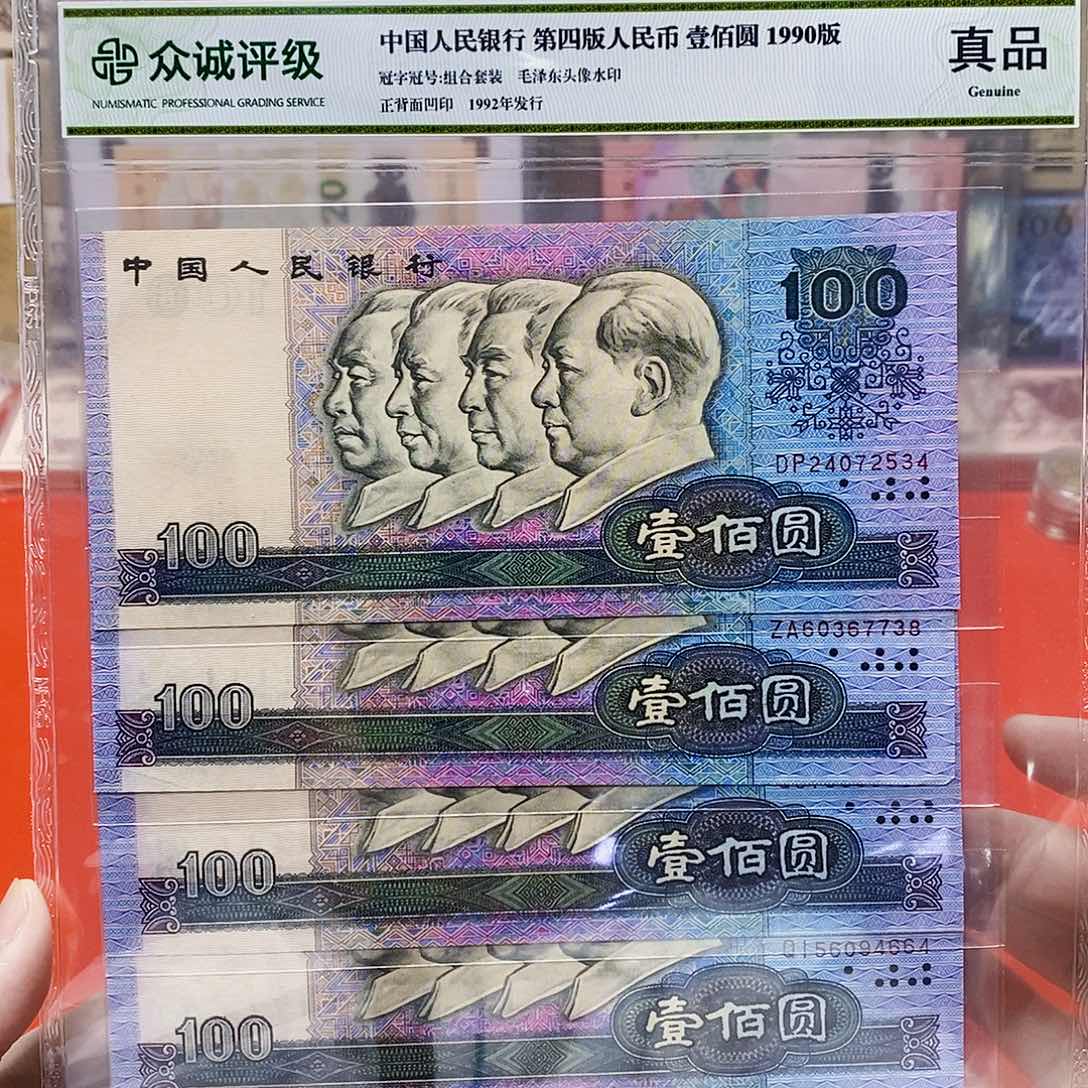 众诚评级
NUMISMATIC PROFESSIONAL GRADING SERVICE
中国人民银行 第四版人民币 壹佰圆 1990版
冠字冠号:组合套装 毛泽东头像水印
正背面凹印 1992年发行
真品
Genuine
中国人民银行
100
DP24072534
100
壹佰圆
ZA60367738
100
壹佰圆
100
壹佰圆
QI56094664
100
壹佰圆